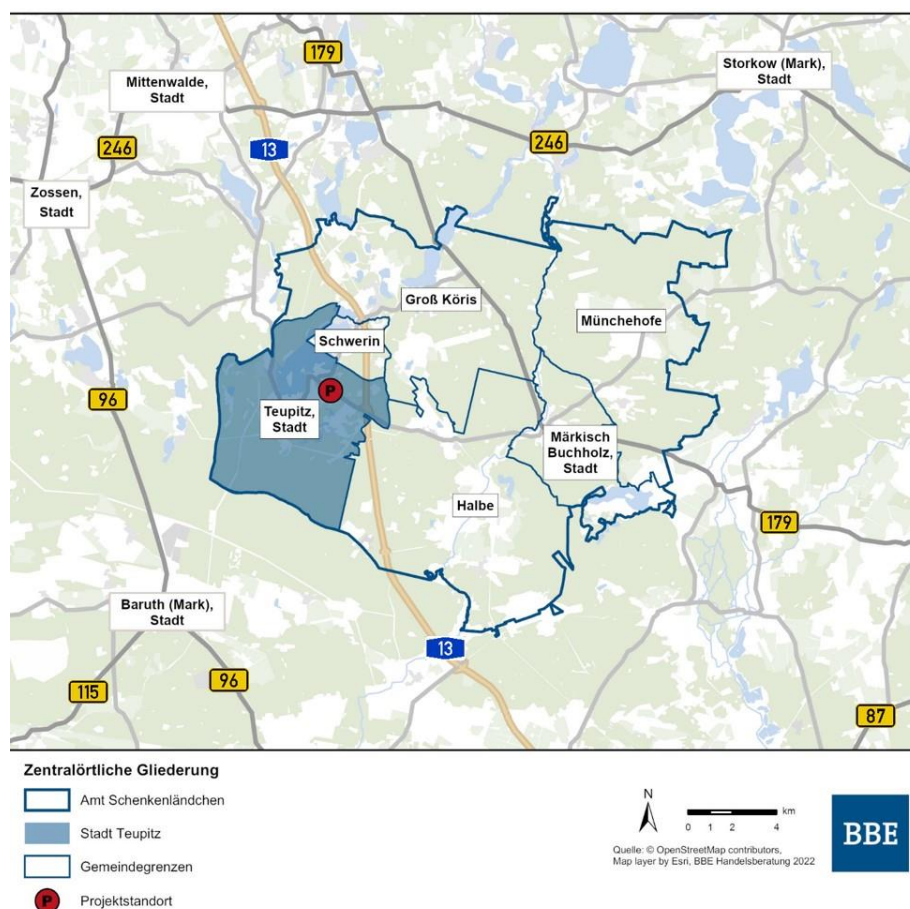 179
Storkow (Mark),
Stadt
Mittenwalde,
Stadt
246
13
246
Zossen,
Stadt
Groß Köris
Münchehofe
Schwerin
P
96
Teupitz,
Stadt
Märkisch
Buchholz,
Stadt
Halbe
179
Baruth (Mark),
Stadt
13
115
96
87
Zentralörtliche Gliederung
Amt Schenkenländchen
Stadt Teupitz
Gemeindegrenzen
P Projektstandort
N
km
0 1 2 4
Quelle: © OpenStreetMap contributors,
Map layer by Esri, BBE Handelsberatung 2022
BBE